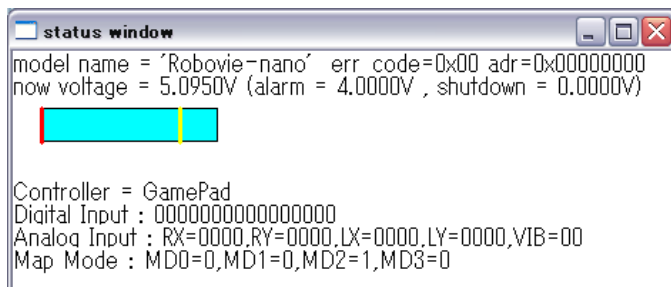 status window
model name = 'Robovie-nano'  err code=0x00 adr=0x00000000
now voltage = 5.0950V (alarm = 4.0000V , shutdown = 0.0000V)
Controller = GamePad
Digital Input : 0000000000000000
Analog Input : RX=0000,RY=0000,LX=0000,LY=0000,VIB=00
Map Mode : MD0=0,MD1=0,MD2=1,MD3=0